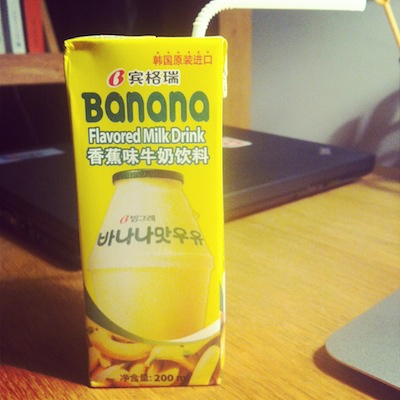 韩国原装进口
宾格瑞
Banana
Flavored Milk Drink
香蕉味牛奶饮料
빙그레
바나나맛우유
净含量: 200 m